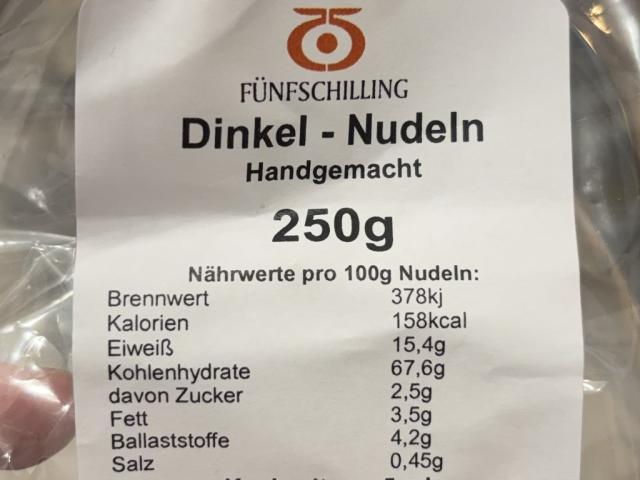 FÜNFSCHILLING
Dinkel - Nudeln
Handgemacht
250g
Nährwerte pro 100g Nudeln:
Brennwert 378kj
Kalorien 158kcal
Eiweiß 15,4g
Kohlenhydrate 67,6g
davon Zucker 2,5g
Fett 3,5g
Ballaststoffe 4,2g
Salz 0,45g